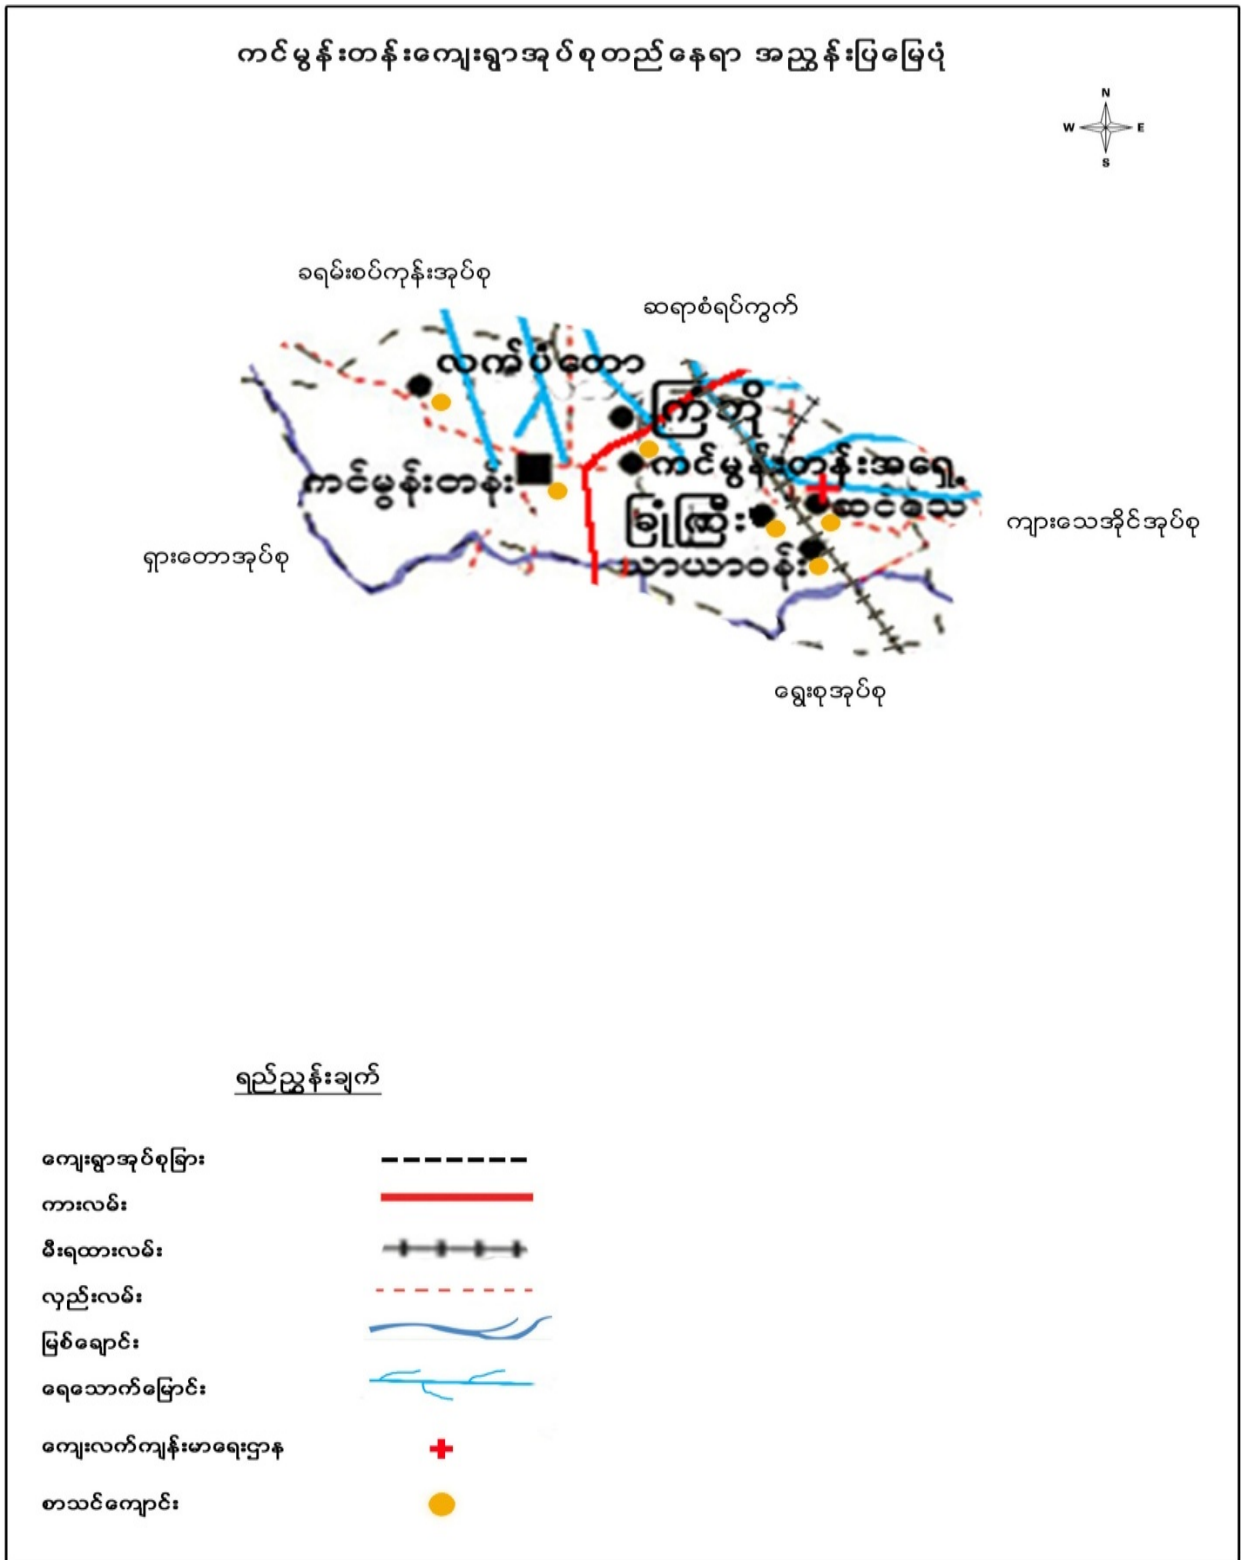 ကင်မွန်းတန်းကျေးရွာအုပ်စုတည်နေရာ အညွှန်းပြမြေပုံ
N
W E
S
ခရမ်းစပ်ကုန်းအုပ်စု
ဆရာစံရပ်ကွက်
လက်ပံတော
ကြံဘို
ကင်မွန်းတန်းအရှေ့
ကင်မွန်းတန်း
ခြုံကြီး
ထင်သေ
ကျားသေအိုင်အုပ်စု
ရှားတောအုပ်စု
သာယာဝန်း
ရွှေးစုအုပ်စု
ရည်ညွှန်းချက်
ကျေးရွာအုပ်စုခြား
ကားလမ်း
မီးရထားလမ်း
လှည်းလမ်း
မြစ်ချောင်း
ရေသောက်မြောင်း
ကျေးလက်ကျန်းမာရေးဌာန
စာသင်ကျောင်း